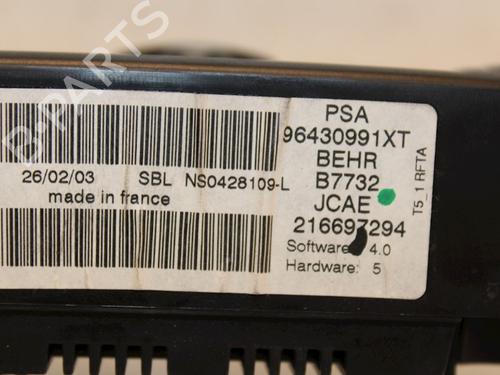 B-PARTS
PSA
96430991XT
BEHR
B7732
JCAE
216697294
Software: 4.0
Hardware: 5
T5_1 RFTA
26/02/03 SBL NS0428109-L
made in france